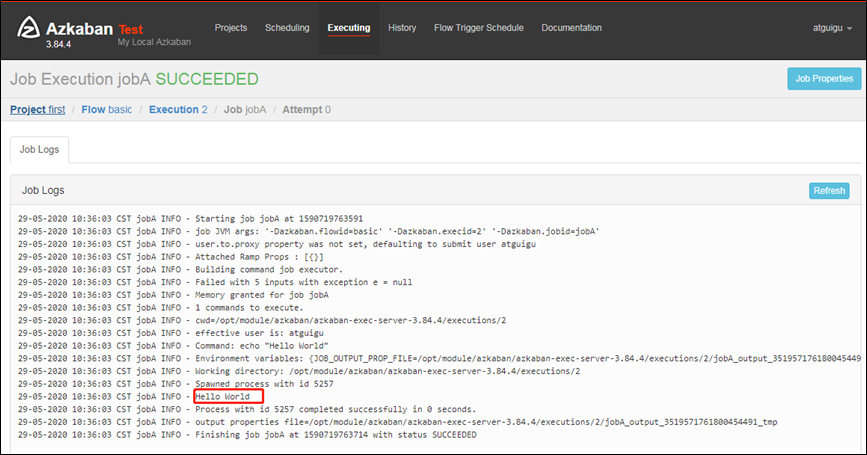 Azkaban Test
3.84.4
My Local Azkaban
Projects
Scheduling
Executing
History
Flow Trigger Schedule
Documentation
atguigu
Job Execution jobA SUCCEEDED
Job Properties
Project first / Flow basic / Execution 2 / Job jobA / Attempt 0
Job Logs
Job Logs
Refresh
29-05-2020 10:36:03 CST jobA INFO - Starting job jobA at 1590719763591
29-05-2020 10:36:03 CST jobA INFO - job JVM args: '-Dazkaban.flowid=basic' '-Dazkaban.execid=2' '-Dazkaban.jobid=jobA'
29-05-2020 10:36:03 CST jobA INFO - user.to.proxy property was not set, defaulting to submit user atguigu
29-05-2020 10:36:03 CST jobA INFO - Attached Ramp Props : [{}]
29-05-2020 10:36:03 CST jobA INFO - Building command job executor.
29-05-2020 10:36:03 CST jobA INFO - Failed with 5 inputs with exception e = null
29-05-2020 10:36:03 CST jobA INFO - Memory granted for job jobA
29-05-2020 10:36:03 CST jobA INFO - 1 commands to execute.
29-05-2020 10:36:03 CST jobA INFO - cwd=/opt/module/azkaban/azkaban-exec-server-3.84.4/executions/2
29-05-2020 10:36:03 CST jobA INFO - effective user is: atguigu
29-05-2020 10:36:03 CST jobA INFO - Command: echo "Hello World"
29-05-2020 10:36:03 CST jobA INFO - Environment variables: {JOB_OUTPUT_PROP_FILE=/opt/module/azkaban/azkaban-exec-server-3.84.4/executions/2/jobA_output_351957176180045449
29-05-2020 10:36:03 CST jobA INFO - Working directory: /opt/module/azkaban/azkaban-exec-server-3.84.4/executions/2
29-05-2020 10:36:03 CST jobA INFO - Spawned process with id 5257
29-05-2020 10:36:03 CST jobA INFO - Hello World
29-05-2020 10:36:03 CST jobA INFO - Process with id 5257 completed successfully in 0 seconds.
29-05-2020 10:36:03 CST jobA INFO - output properties file=/opt/module/azkaban/azkaban-exec-server-3.84.4/executions/2/jobA_output_3519571761800454491_tmp
29-05-2020 10:36:03 CST jobA INFO - Finishing job jobA at 1590719763714 with status SUCCEEDED